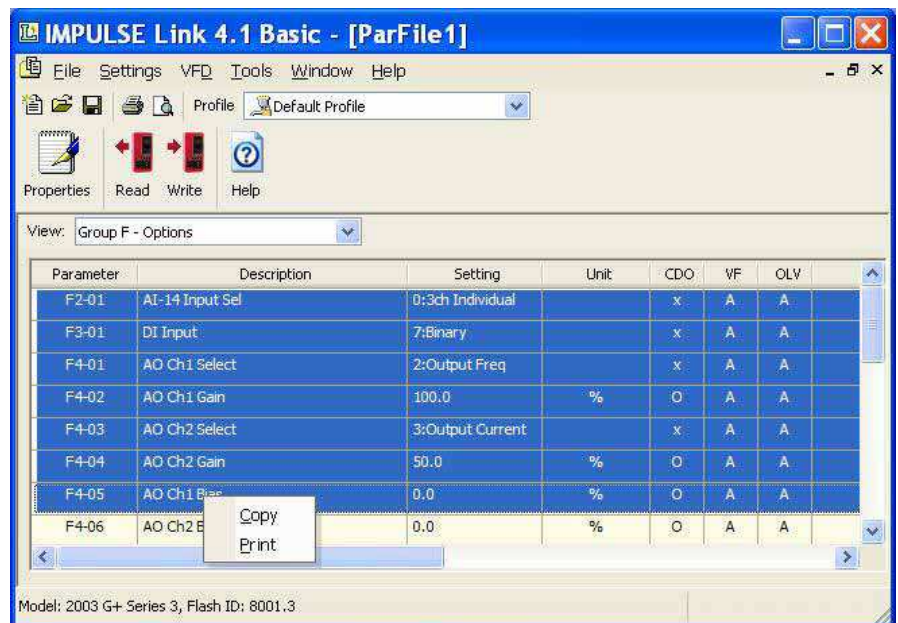 IMPULSE Link 4.1 Basic - [ParFile1]
File Settings VFD Tools Window Help
Profile Default Profile
Properties Read Write Help
View: Group F - Options
Parameter Description Setting Unit CDO VF OLV
F2-01 AI-14 Input Sel 0:3ch Individual x A A
F3-01 DI Input 7:Binary x A A
F4-01 AO Ch1 Select 2:Output Freq x A A
F4-02 AO Ch1 Gain 100.0 % O A A
F4-03 AO Ch2 Select 3:Output Current x A A
F4-04 AO Ch2 Gain 50.0 % O A A
F4-05 AO Ch1 Bias 0.0 % O A A
F4-06 AO Ch2 B 0.0 % O A A
Copy
Print
Model: 2003 G+ Series 3, Flash ID: 8001.3